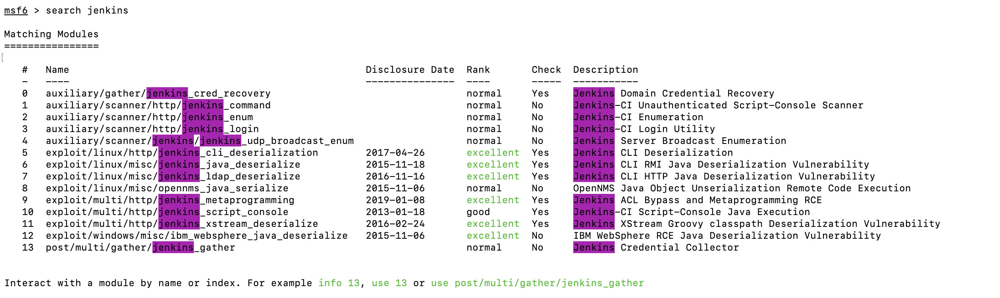 msf6 > search jenkins
Matching Modules
================
[
#   Name                                                  Disclosure Date  Rank       Check  Description
-   ----                                                  ---------------  ----       -----  -----------
0   auxiliary/gather/jenkins_cred_recovery                                 normal     Yes    Jenkins Domain Credential Recovery
1   auxiliary/scanner/http/jenkins_command                                 normal     No     Jenkins-CI Unauthenticated Script-Console Scanner
2   auxiliary/scanner/http/jenkins_enum                                    normal     No     Jenkins-CI Enumeration
3   auxiliary/scanner/http/jenkins_login                                   normal     No     Jenkins-CI Login Utility
4   auxiliary/scanner/jenkins/jenkins_udp_broadcast_enum                   normal     No     Jenkins Server Broadcast Enumeration
5   exploit/linux/http/jenkins_cli_deserialization        2017-04-26       excellent  Yes    Jenkins CLI Deserialization
6   exploit/linux/misc/jenkins_java_deserialize           2015-11-18       excellent  Yes    Jenkins CLI RMI Java Deserialization Vulnerability
7   exploit/linux/misc/jenkins_ldap_deserialize           2016-11-16       excellent  Yes    Jenkins CLI HTTP Java Deserialization Vulnerability
8   exploit/linux/misc/opennms_java_serialize             2015-11-06       normal     No     OpenNMS Java Object Unserialization Remote Code Execution
9   exploit/multi/http/jenkins_metaprogramming            2019-01-08       excellent  Yes    Jenkins ACL Bypass and Metaprogramming RCE
10  exploit/multi/http/jenkins_script_console             2013-01-18       good       Yes    Jenkins-CI Script-Console Java Execution
11  exploit/multi/http/jenkins_xstream_deserialize        2016-02-24       excellent  Yes    Jenkins XStream Groovy classpath Deserialization Vulnerability
12  exploit/windows/misc/ibm_websphere_java_deserialize   2015-11-06       excellent  No     IBM WebSphere RCE Java Deserialization Vulnerability
13  post/multi/gather/jenkins_gather                                       normal     No     Jenkins Credential Collector
Interact with a module by name or index. For example info 13, use 13 or use post/multi/gather/jenkins_gather